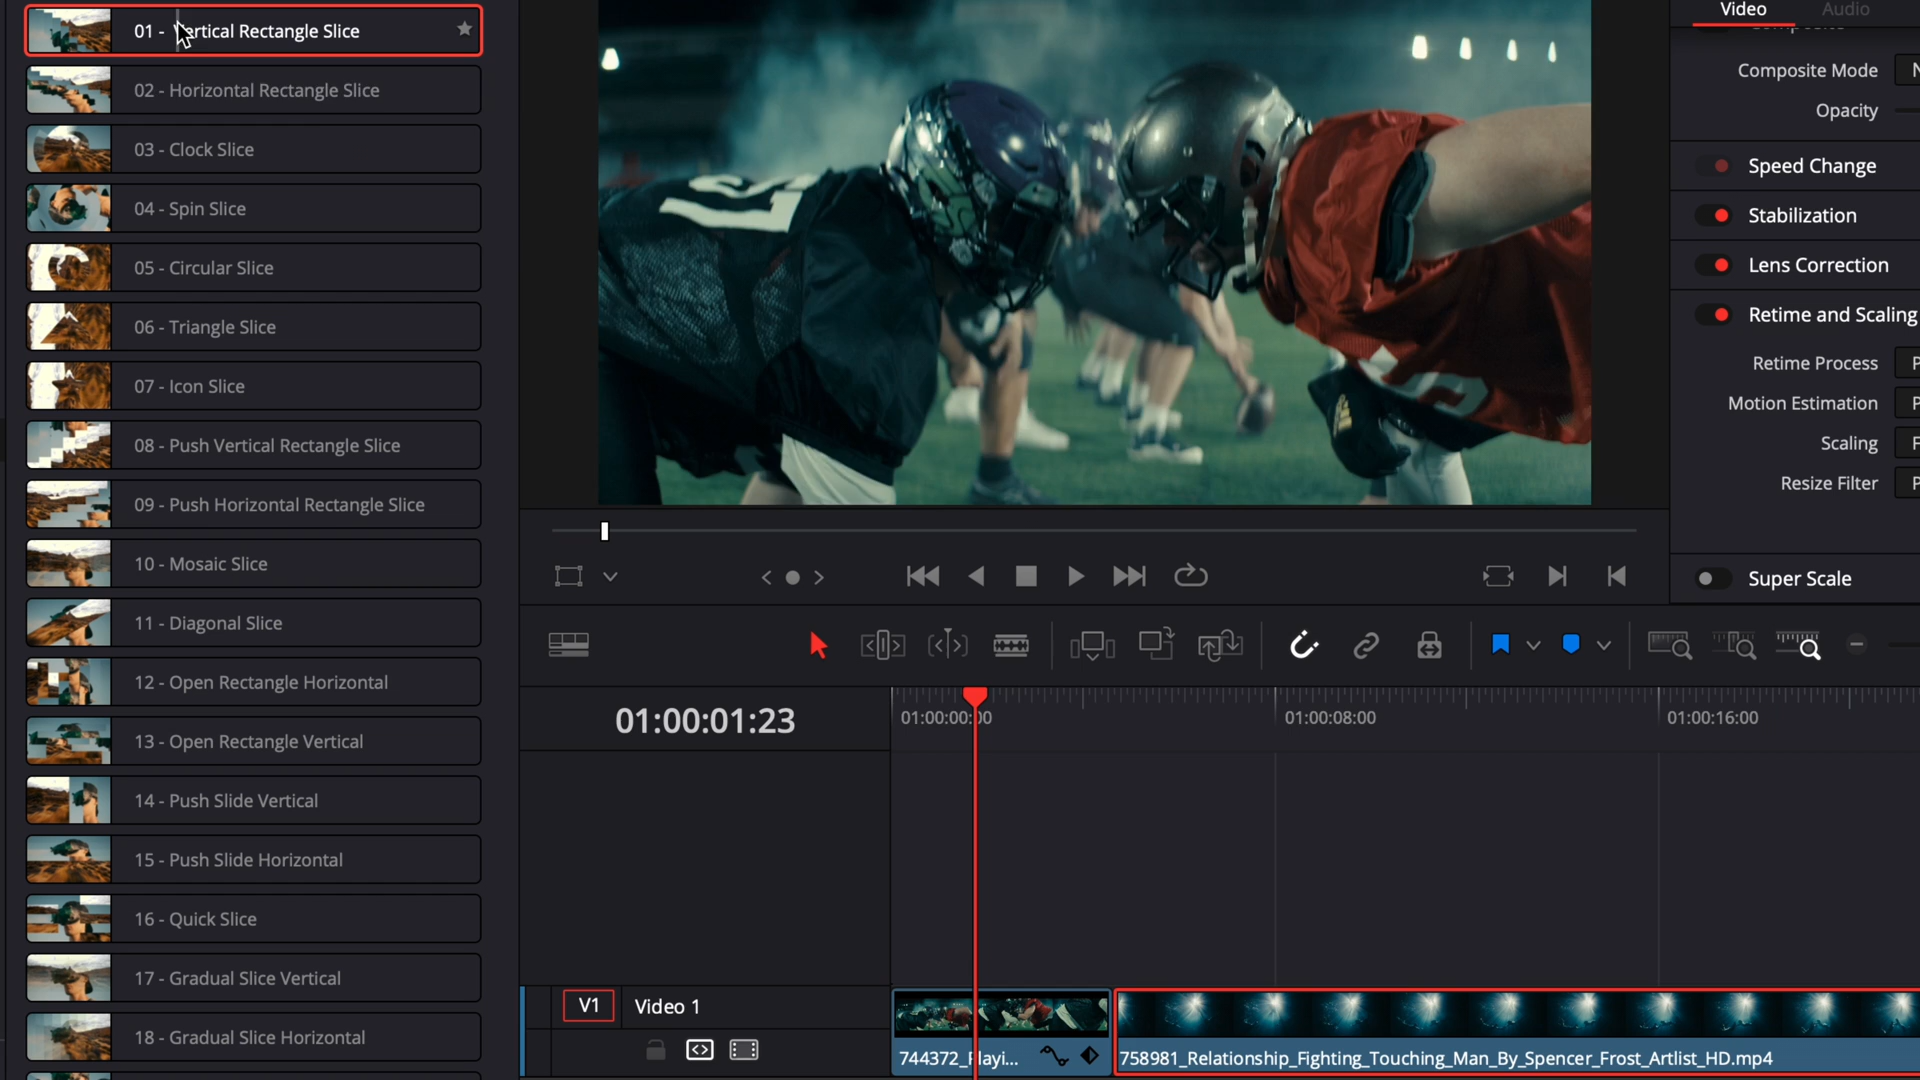 01 - Vertical Rectangle Slice
02 - Horizontal Rectangle Slice
03 - Clock Slice
04 - Spin Slice
05 - Circular Slice
06 - Triangle Slice
07 - Icon Slice
08 - Push Vertical Rectangle Slice
09 - Push Horizontal Rectangle Slice
10 - Mosaic Slice
11 - Diagonal Slice
12 - Open Rectangle Horizontal
13 - Open Rectangle Vertical
14 - Push Slide Vertical
15 - Push Slide Horizontal
16 - Quick Slice
17 - Gradual Slice Vertical
18 - Gradual Slice Horizontal
Video Audio
Composite
Composite Mode
Opacity
Speed Change
Stabilization
Lens Correction
Retime and Scaling
Retime Process P
Motion Estimation P
Scaling F
Resize Filter P
Super Scale
01:00:01:23
01:00:00:00 01:00:08:00 01:00:16:00
V1 Video 1
744372_Playi...
758981_Relationship_Fighting_Touching_Man_By_Spencer_Frost_Artlist_HD.mp4